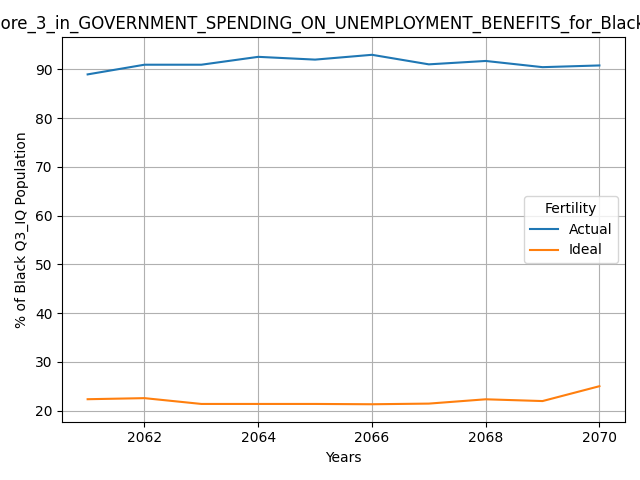 ore_3_in_GOVERNMENT_SPENDING_ON_UNEMPLOYMENT_BENEFITS_for_Black
90
80
70
60
50
40
30
20
% of Black Q3_IQ Population
Fertility
Actual
Ideal
2062
2064
2066
2068
2070
Years